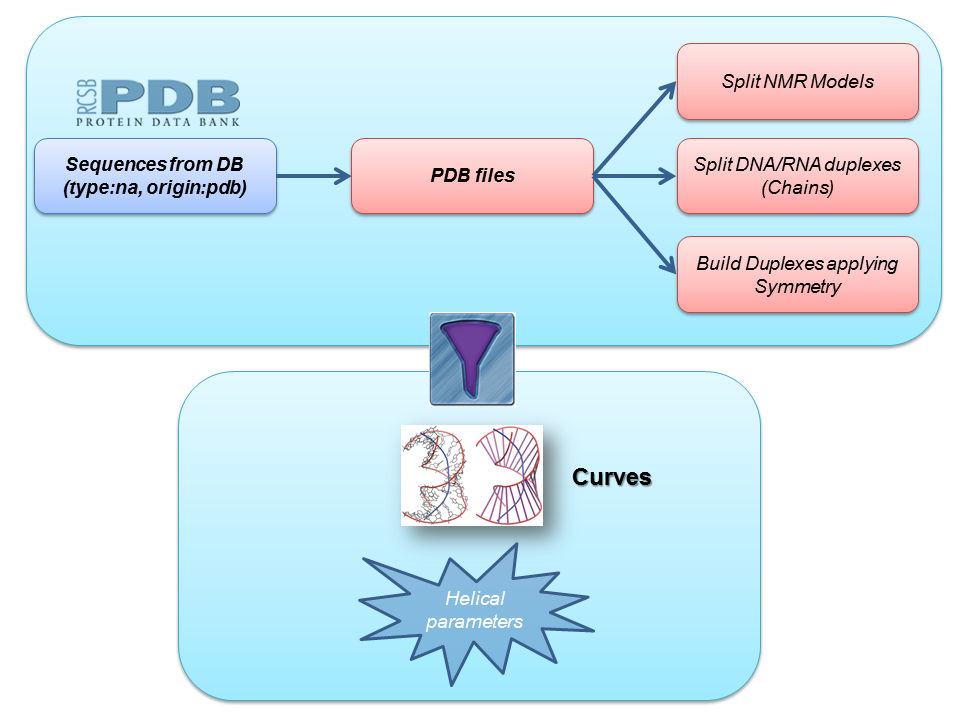 RCSB
PDB
PROTEIN DATA BANK
Sequences from DB
(type:na, origin:pdb)
PDB files
Split NMR Models
Split DNA/RNA duplexes
(Chains)
Build Duplexes applying
Symmetry
Curves
Helical
parameters